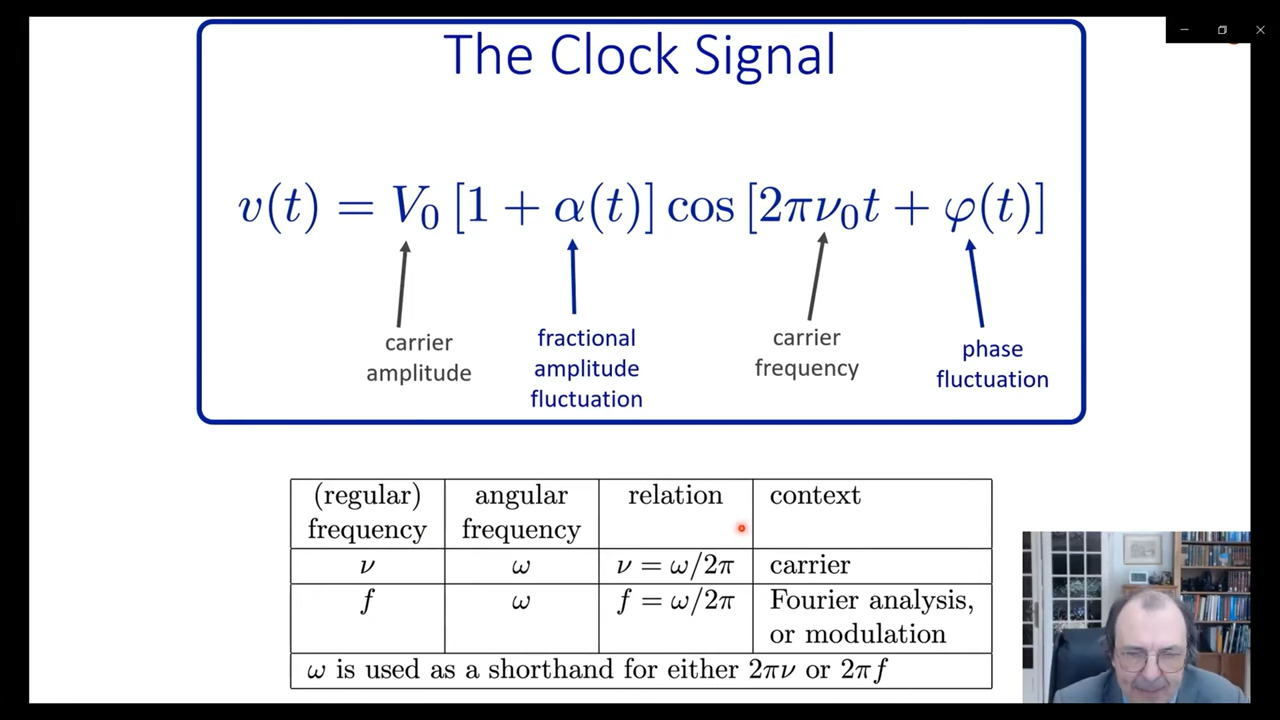 The Clock Signal
v(t) = V₀ [1 + α(t)] cos [2πν₀t + φ(t)]
carrier
amplitude
fractional
amplitude
fluctuation
carrier
frequency
phase
fluctuation
(regular)
frequency
angular
frequency
relation
context
ν
ω
ν = ω/2π
carrier
f
ω
f = ω/2π
Fourier analysis,
or modulation
ω is used as a shorthand for either 2πν or 2πf